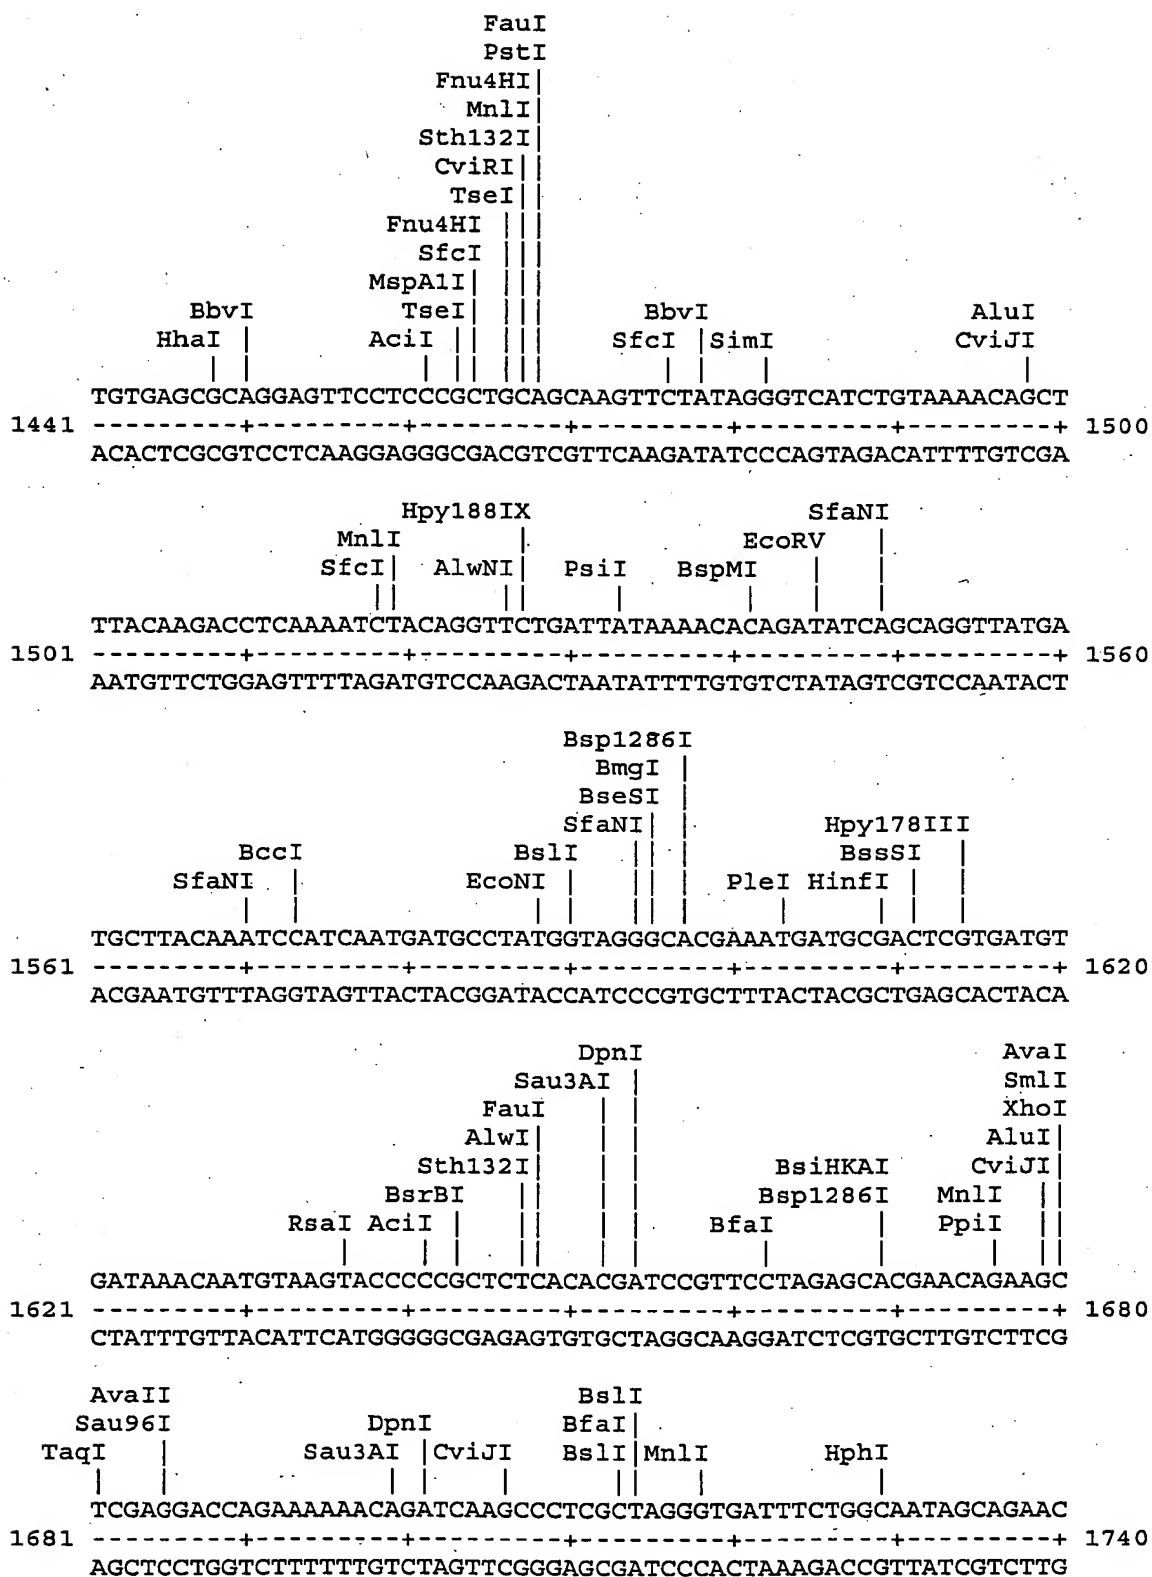 FauI
PstI
Fnu4HI|
MnlI|
Sth132I|
CviRI||
TseI||
Fnu4HI |||
SfcI |||
MspA1I| |||
BbvI TseI| ||| BbvI AluI
HhaI | AciI || ||| SfcI |SimI CviJI
| | | || ||| | | | |
TGTGAGCGCAGGAGTTCCTCCCGCTGCAGCAAGTTCTATAGGGTCATCTGTAAAACAGCT
1441 ---------+---------+---------+---------+---------+---------+ 1500
ACACTCGCGTCCTCAAGGAGGGCGACGTCGTTCAAGATATCCCAGTAGACATTTTGTCGA
Hpy188IX SfaNI
MnlI | EcoRV |
SfcI| AlwNI| PsiI BspMI | |
|| || | | | |
TTACAAGACCTCAAAATCTACAGGTTCTGATTATAAAACACAGATATCAGCAGGTTATGA
1501 ---------+---------+---------+---------+---------+---------+ 1560
AATGTTCTGGAGTTTTAGATGTCCAAGACTAATATTTTGTGTCTATAGTCGTCCAATACT
Bsp1286I
BmgI |
BseSI |
SfaNI| | Hpy178III
BccI BslI || | BssSI |
SfaNI | EcoNI | || | PleI HinfI | |
| | | | || | | | | |
TGCTTACAAATCCATCAATGATGCCTATGGTAGGGCACGAAATGATGCGACTCGTGATGT
1561 ---------+---------+---------+---------+---------+---------+ 1620
ACGAATGTTTAGGTAGTTACTACGGATACCATCCCGTGCTTTACTACGCTGAGCACTACA
DpnI AvaI
Sau3AI | SmlI
FauI | | XhoI
AlwI| | | AluI|
Sth132I| | | BsiHKAI CviJI|
BsrBI || | | Bsp1286I MnlI ||
RsaI AciI | || | | BfaI | PpiI ||
| | | || | | | | | ||
GATAAACAATGTAAGTACCCCCGCTCTCACACGATCCGTTCCTAGAGCACGAACAGAAGC
1621 ---------+---------+---------+---------+---------+---------+ 1680
CTATTTGTTACATTCATGGGGGCGAGAGTGTGCTAGGCAAGGATCTCGTGCTTGTCTTCG
AvaII BslI
Sau96I DpnI BfaI|
TaqI | Sau3AI |CviJI BslI|MnlI HphI
| | | | | || | |
TCGAGGACCAGAAAAAACAGATCAAGCCCTCGCTAGGGTGATTTCTGGCAATAGCAGAAC
1681 ---------+---------+---------+---------+---------+---------+ 1740
AGCTCCTGGTCTTTTTTGTCTAGTTCGGGAGCGATCCCACTAAAGACCGTTATCGTCTTG